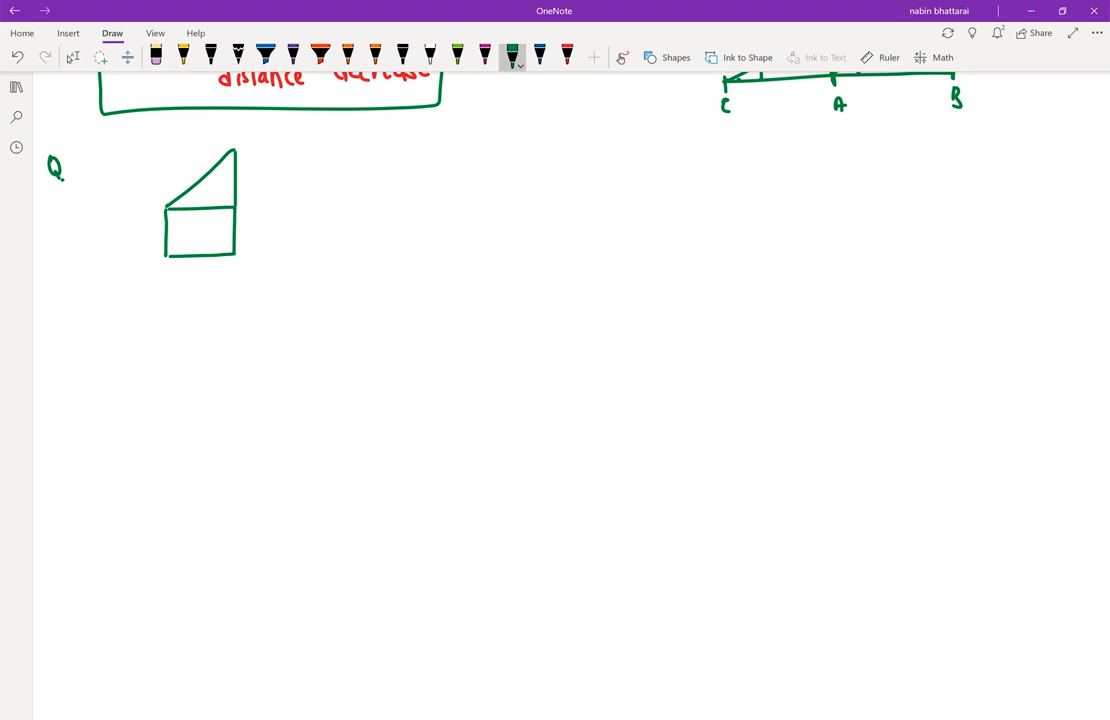 OneNote
nabin bhattarai
Home Insert Draw View Help
Share
Shapes Ink to Shape Ink to Text Ruler Math
distance decrease
C A B
Q.